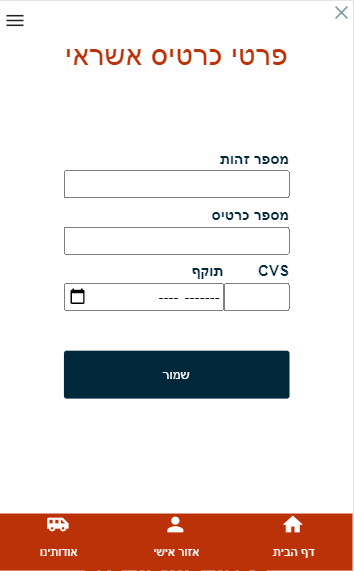 פרטי כרטיס אשראי
מספר זהות
מספר כרטיס
CVS תוקף
------- ----
שמור
דף הבית אזור אישי אודותינו